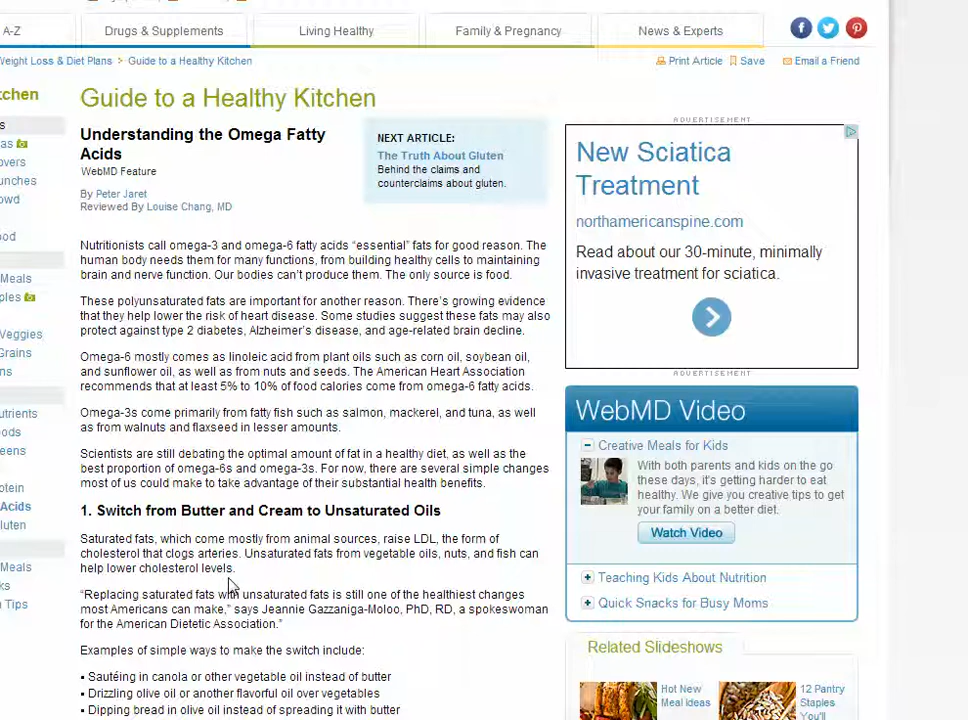 A-Z
Drugs & Supplements
Living Healthy
Family & Pregnancy
News & Experts
Weight Loss & Diet Plans > Guide to a Healthy Kitchen
Print Article
Save
Email a Friend
Guide to a Healthy Kitchen
Understanding the Omega Fatty
Acids
WebMD Feature
By Peter Jaret
Reviewed By Louise Chang, MD
NEXT ARTICLE:
The Truth About Gluten
Behind the claims and
counterclaims about gluten.
Nutritionists call omega-3 and omega-6 fatty acids “essential” fats for good reason. The
human body needs them for many functions, from building healthy cells to maintaining
brain and nerve function. Our bodies can’t produce them. The only source is food.
These polyunsaturated fats are important for another reason. There’s growing evidence
that they help lower the risk of heart disease. Some studies suggest these fats may also
protect against type 2 diabetes, Alzheimer’s disease, and age-related brain decline.
Omega-6 mostly comes as linoleic acid from plant oils such as corn oil, soybean oil,
and sunflower oil, as well as from nuts and seeds. The American Heart Association
recommends that at least 5% to 10% of food calories come from omega-6 fatty acids.
Omega-3s come primarily from fatty fish such as salmon, mackerel, and tuna, as well
as from walnuts and flaxseed in lesser amounts.
Scientists are still debating the optimal amount of fat in a healthy diet, as well as the
best proportion of omega-6s and omega-3s. For now, there are several simple changes
most of us could make to take advantage of their substantial health benefits.
1. Switch from Butter and Cream to Unsaturated Oils
Saturated fats, which come mostly from animal sources, raise LDL, the form of
cholesterol that clogs arteries. Unsaturated fats from vegetable oils, nuts, and fish can
help lower cholesterol levels.
“Replacing saturated fats with unsaturated fats is still one of the healthiest changes
most Americans can make,” says Jeannie Gazzaniga-Moloo, PhD, RD, a spokeswoman
for the American Dietetic Association.”
Examples of simple ways to make the switch include:
▪ Sautéing in canola or other vegetable oil instead of butter
▪ Drizzling olive oil or another flavorful oil over vegetables
▪ Dipping bread in olive oil instead of spreading it with butter
ADVERTISEMENT
New Sciatica
Treatment
northamericanspine.com
Read about our 30-minute, minimally
invasive treatment for sciatica.
ADVERTISEMENT
WebMD Video
Creative Meals for Kids
With both parents and kids on the go
these days, it's getting harder to eat
healthy. We give you creative tips to get
your family on a better diet.
Watch Video
Teaching Kids About Nutrition
Quick Snacks for Busy Moms
Related Slideshows
Hot New
Meal Ideas
12 Pantry
Staples
You'll
Meals
Veggies
Grains
Acids
Meals
Tips